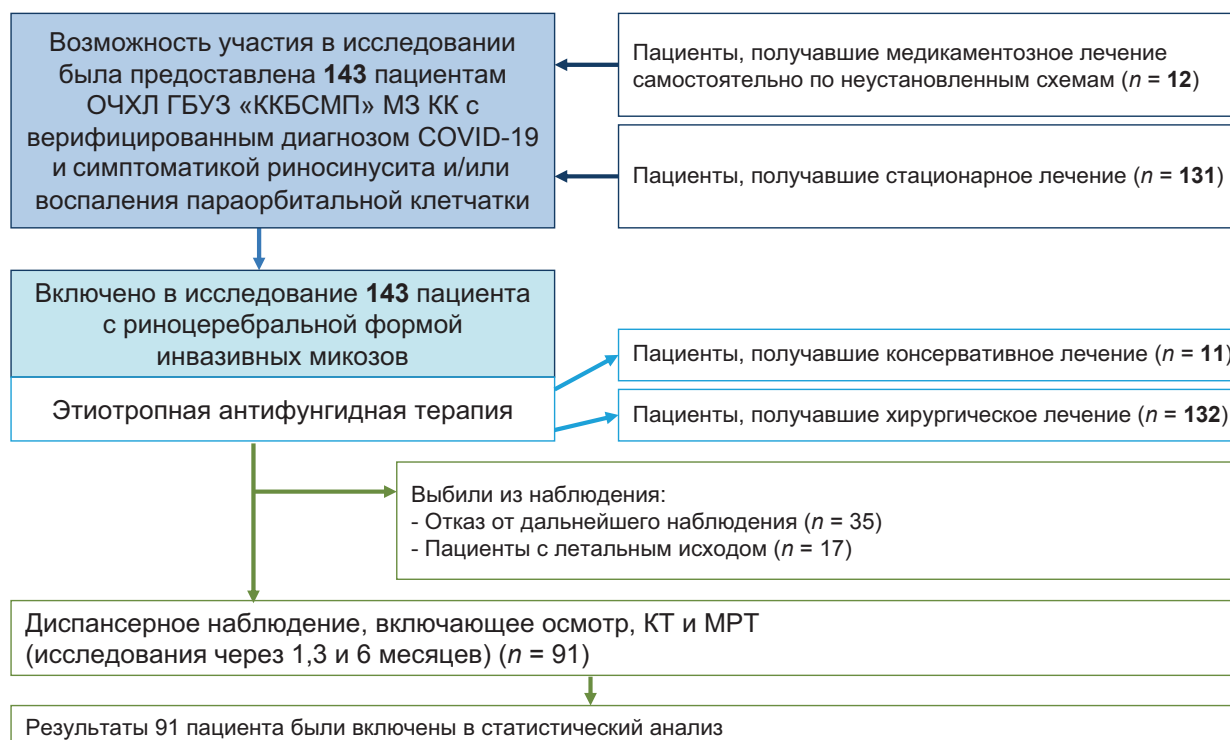 Возможность участия в исследовании
была предоставлена 143 пациентам
ОЧХЛ ГБУЗ «ККБСМП» МЗ КК с
верифицированным диагнозом COVID-19
и симптоматикой риносинусита и/или
воспаления параорбитальной клетчатки
Пациенты, получавшие медикаментозное лечение
самостоятельно по неустановленным схемам (n = 12)
Пациенты, получавшие стационарное лечение (n = 131)
Включено в исследование 143 пациента
с риноцеребральной формой
инвазивных микозов
Этиотропная антифунгидная терапия
Пациенты, получавшие консервативное лечение (n = 11)
Пациенты, получавшие хирургическое лечение (n = 132)
Выбили из наблюдения:
- Отказ от дальнейшего наблюдения (n = 35)
- Пациенты с летальным исходом (n = 17)
Диспансерное наблюдение, включающее осмотр, КТ и МРТ
(исследования через 1,3 и 6 месяцев) (n = 91)
Результаты 91 пациента были включены в статистический анализ